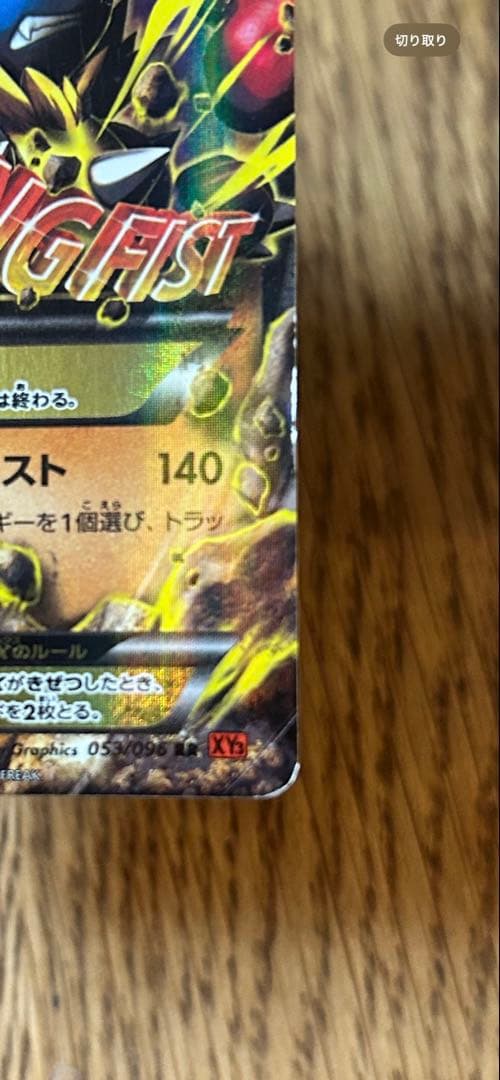 切り取り
NG FIST
は終わる。
スト 140
ギーを1個選び、トラッ
のルール
がきぜつしたとき、
を2枚とる。
Graphics 053/096 RR XY3
FREAK